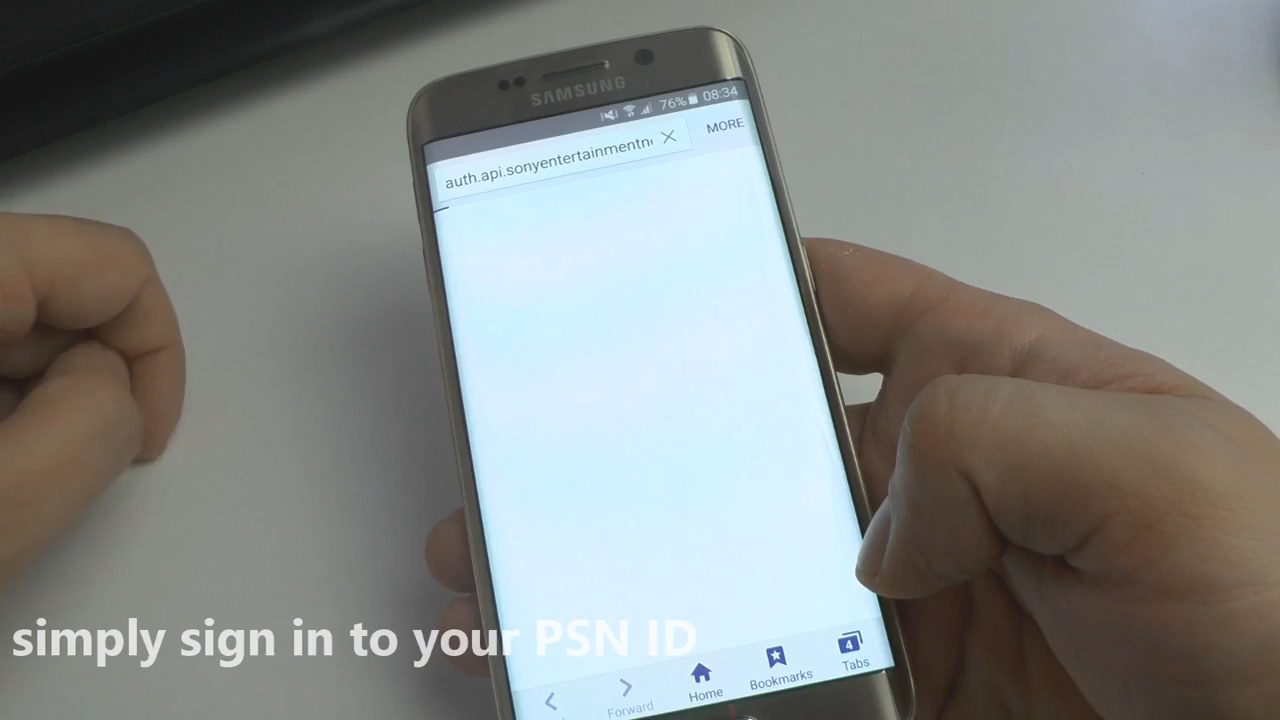 SAMSUNG
76% 08:34
auth.api.sonyentertainmentn
MORE
simply sign in to your PSN ID
Forward
Home
Bookmarks
4
Tabs